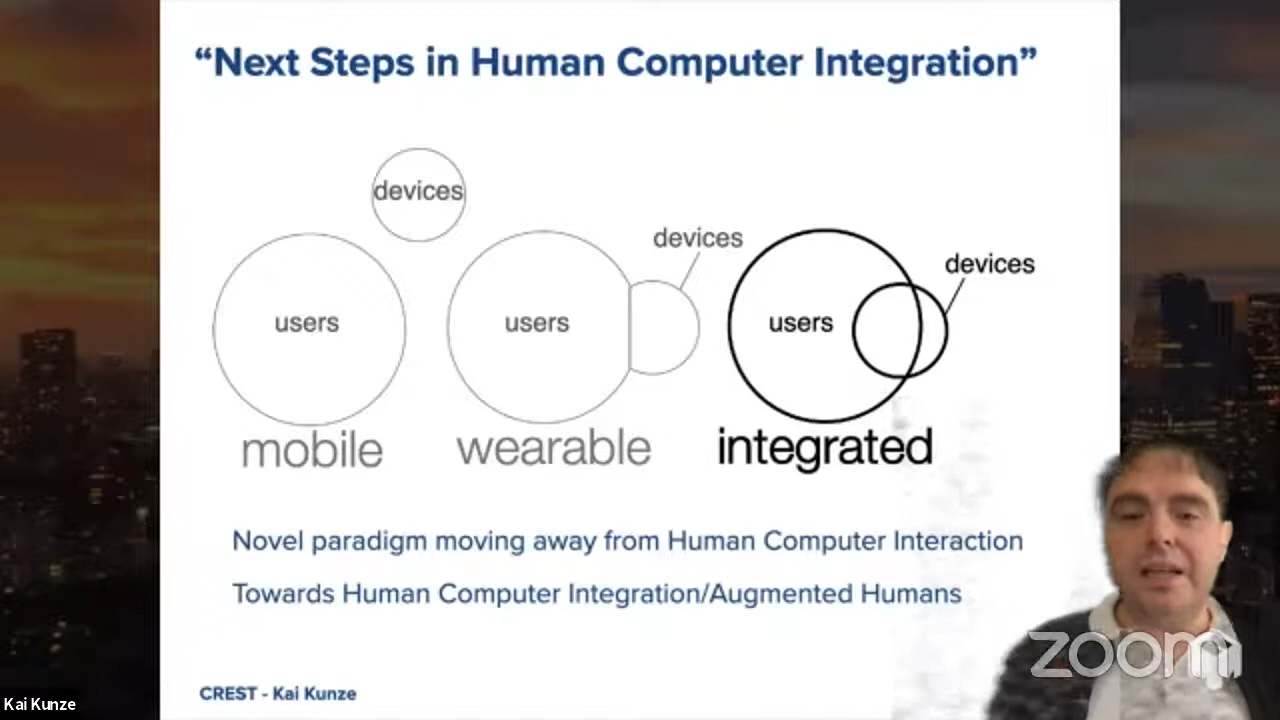 “Next Steps in Human Computer Integration”
devices
users
mobile
devices
users
wearable
devices
users
integrated
Novel paradigm moving away from Human Computer Interaction
Towards Human Computer Integration/Augmented Humans
CREST - Kai Kunze
Kai Kunze
zoom